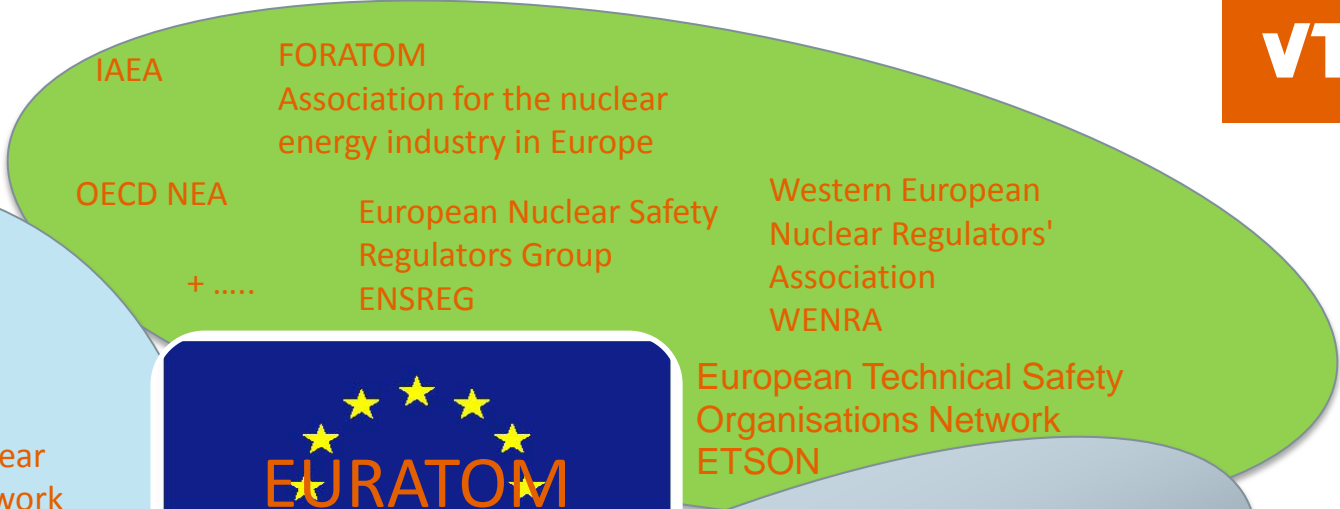 IAEA
FORATOM
Association for the nuclear
energy industry in Europe
OECD NEA
European Nuclear Safety
Regulators Group
ENSREG
Western European
Nuclear Regulators'
Association
WENRA
+ .....
European Technical Safety
Organisations Network
ETSON
EURATOM